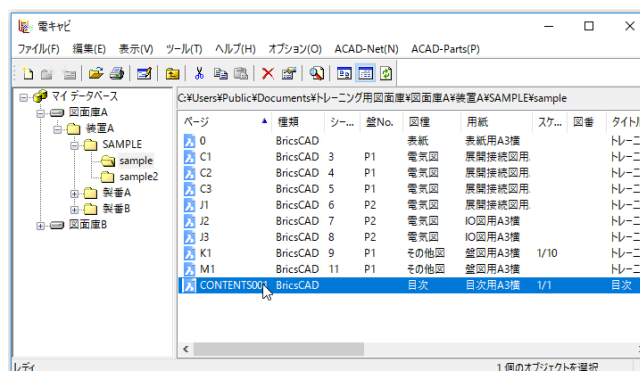 電キャビ
ファイル(F) 編集(E) 表示(V) ツール(T) ヘルプ(H) オプション(O) ACAD-Net(N) ACAD-Parts(P)
マイ データベース
図面庫A
装置A
SAMPLE
sample
sample2
製番A
製番B
図面庫B
C:¥Users¥Public¥Documents¥トレーニング用図面庫¥図面庫A¥装置A¥SAMPLE¥sample
ページ 種類 シー... 盤No. 図種 用紙 スケ... 図番 タイトル
0 BricsCAD 表紙 表紙用A3横 トレーニ
C1 BricsCAD 3 P1 電気図 展開接続図用 トレーニ
C2 BricsCAD 4 P1 電気図 展開接続図用 トレーニ
C3 BricsCAD 5 P1 電気図 展開接続図用 トレーニ
J1 BricsCAD 6 P2 電気図 展開接続図用 トレーニ
J2 BricsCAD 7 P2 電気図 IO図用A3横 トレーニ
J3 BricsCAD 8 P2 電気図 IO図用A3横 トレーニ
K1 BricsCAD 9 P1 その他図 盤図用A3横 1/10 トレーニ
M1 BricsCAD 11 P1 その他図 盤図用A3横 トレーニ
CONTENTS001 BricsCAD 目次 目次用A3横 1/1 目次
レディ 1 個のオブジェクトを選択